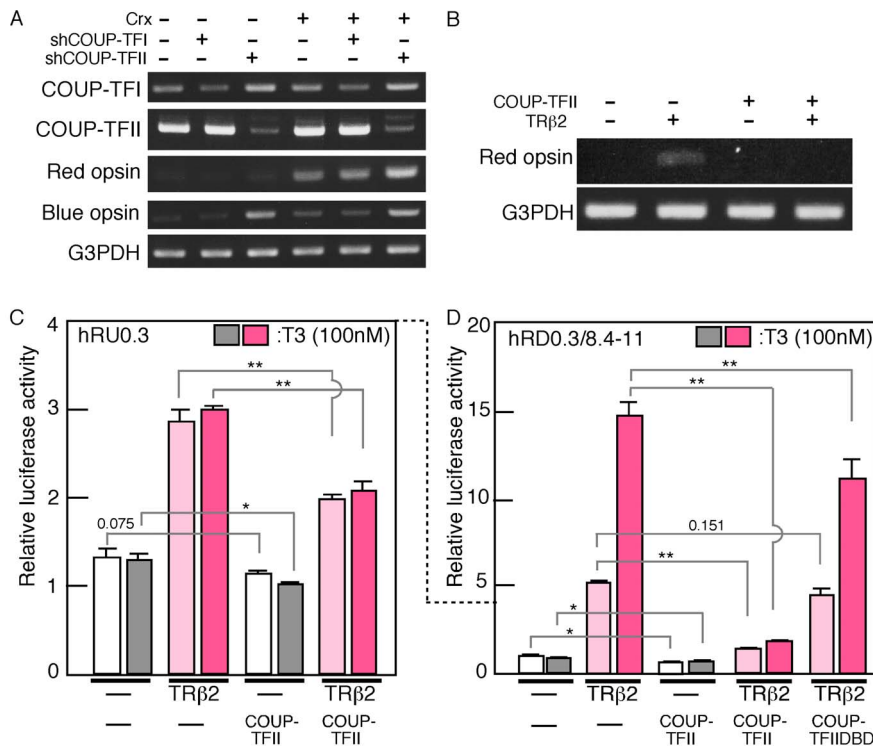 A
Crx - - - + + +
shCOUP-TFI - + - - + -
shCOUP-TFII - - + - - +
COUP-TFI
COUP-TFII
Red opsin
Blue opsin
G3PDH
B
COUP-TFII - - + +
TRβ2 - + - +
Red opsin
G3PDH
C
hRU0.3
:T3 (100nM)
Relative luciferase activity
4
3
2
1
0
**
**
0.075
*
— TRβ2 — TRβ2
— — COUP-TFII COUP-TFII
D
hRD0.3/8.4-11
:T3 (100nM)
Relative luciferase activity
20
15
10
5
0
**
**
0.151
**
*
*
— TRβ2 — TRβ2 TRβ2
— — COUP-TFII COUP-TFII COUP-TFIIDBD